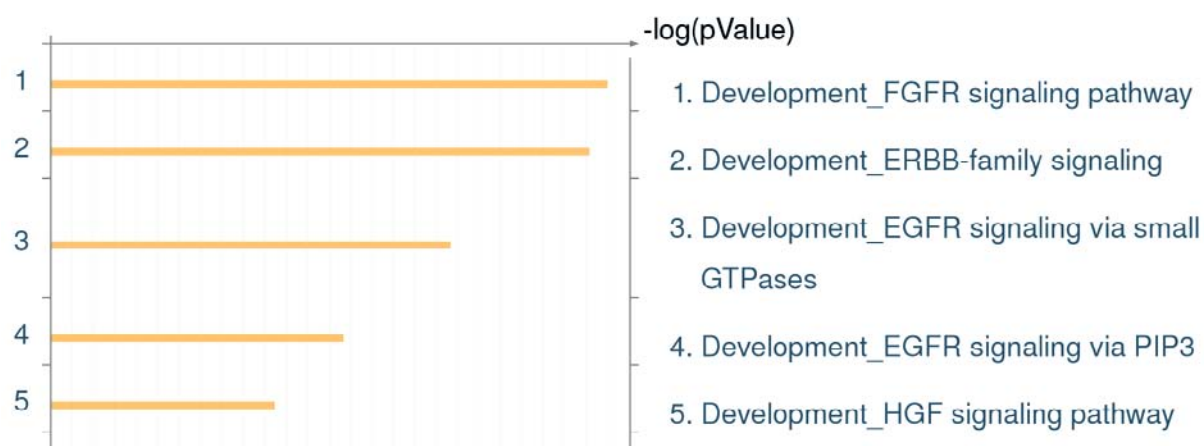 -log(pValue)
1
2
3
4
5
1. Development_FGFR signaling pathway
2. Development_ERBB-family signaling
3. Development_EGFR signaling via small
GTPases
4. Development_EGFR signaling via PIP3
5. Development_HGF signaling pathway